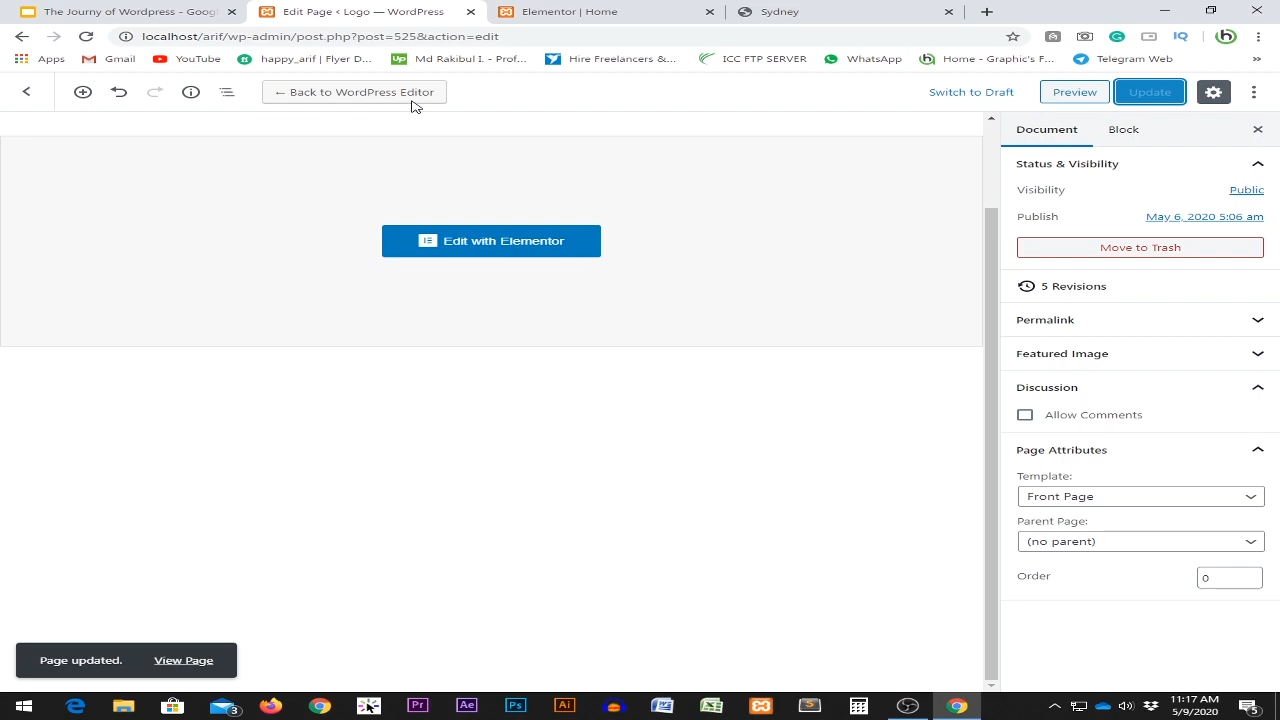 The Journy of Wordpress - Googl
Edit Page ‹ Logo — WordPress
Elementor | Home
Sydney
localhost/arif/wp-admin/post.php?post=525&action=edit
Apps
Gmail
YouTube
happy_arif | Flyer D...
Md Rakibul I. - Prof...
Hire Freelancers &...
ICC FTP SERVER
WhatsApp
Home - Graphic's F...
Telegram Web
← Back to WordPress Editor
Switch to Draft
Preview
Update
Document
Block
Status & Visibility
Visibility
Public
Publish
May 6, 2020 5:06 am
Move to Trash
5 Revisions
Permalink
Featured Image
Discussion
Allow Comments
Page Attributes
Template:
Front Page
Parent Page:
(no parent)
Order
0
Edit with Elementor
Page updated.
View Page
11:17 AM
5/9/2020